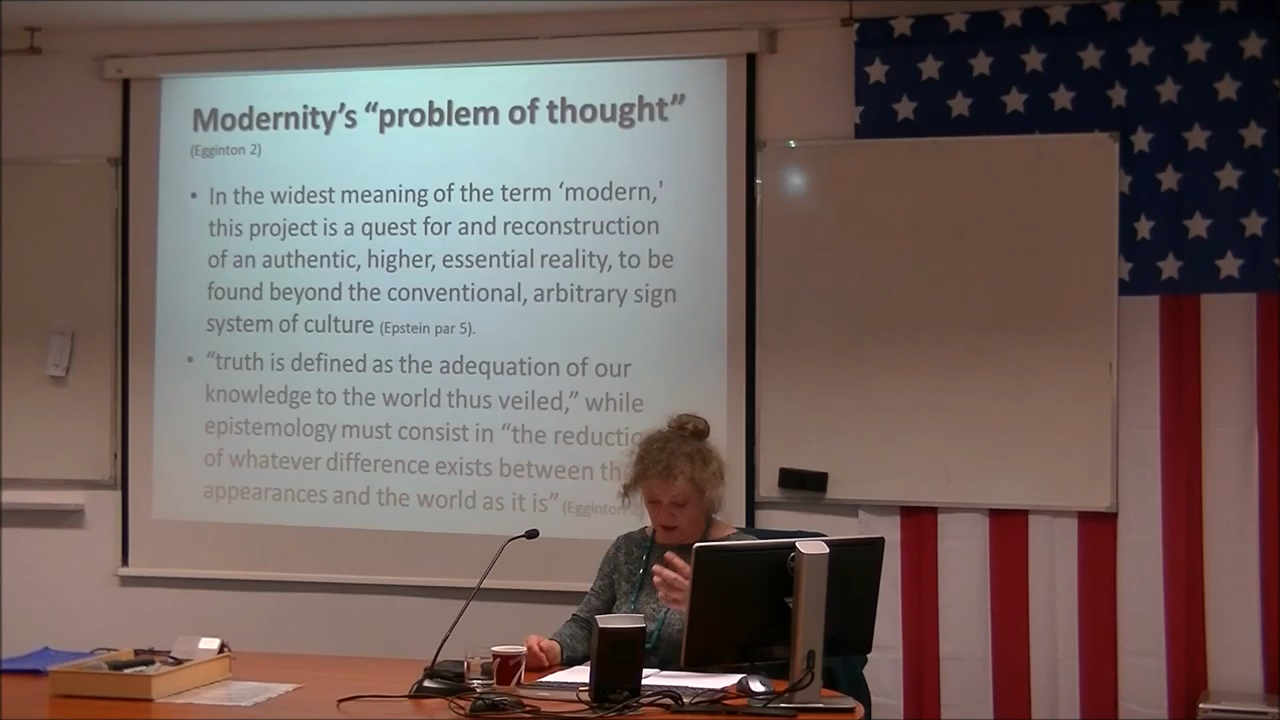 Modernity's "problem of thought"
(Egginton 2)
• In the widest meaning of the term 'modern,'
this project is a quest for and reconstruction
of an authentic, higher, essential reality, to be
found beyond the conventional, arbitrary sign
system of culture (Epstein par 5).
• "truth is defined as the adequation of our
knowledge to the world thus veiled," while
epistemology must consist in "the reductio
of whatever difference exists between th
appearances and the world as it is" (Egginton